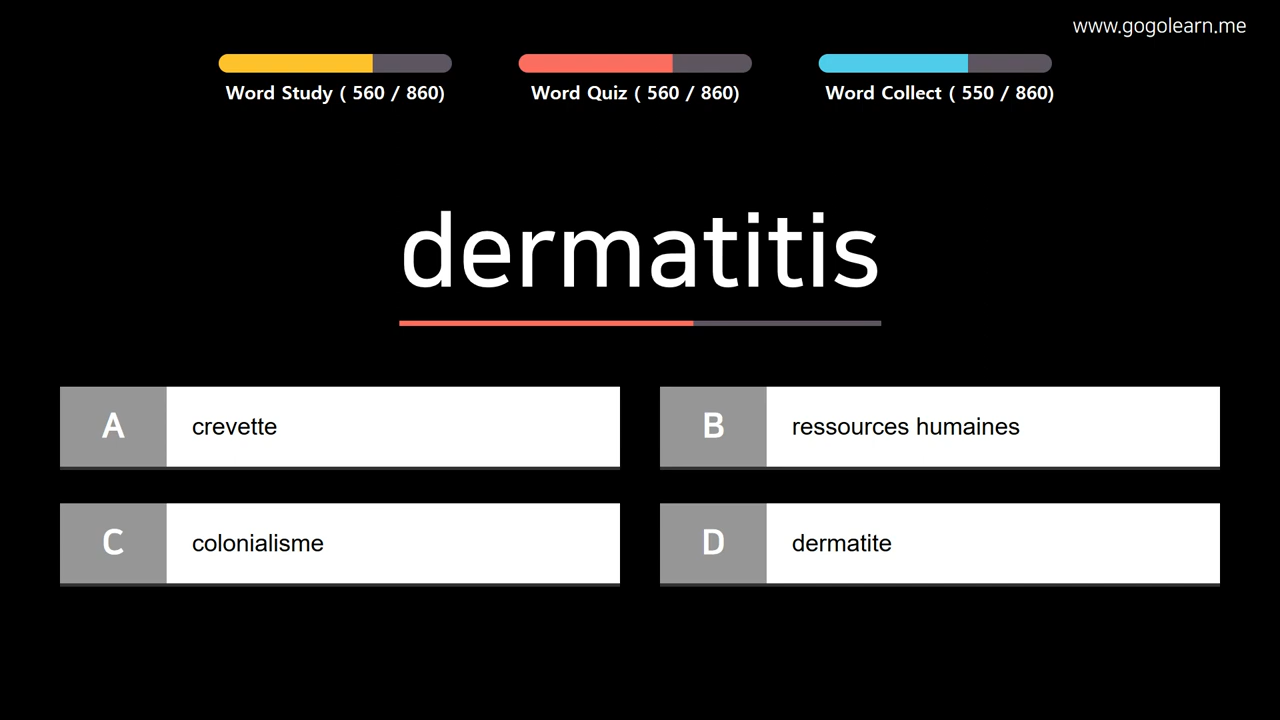 www.gogolearn.me
Word Study ( 560 / 860)
Word Quiz ( 560 / 860)
Word Collect ( 550 / 860)
dermatitis
A crevette
B ressources humaines
C colonialisme
D dermatite